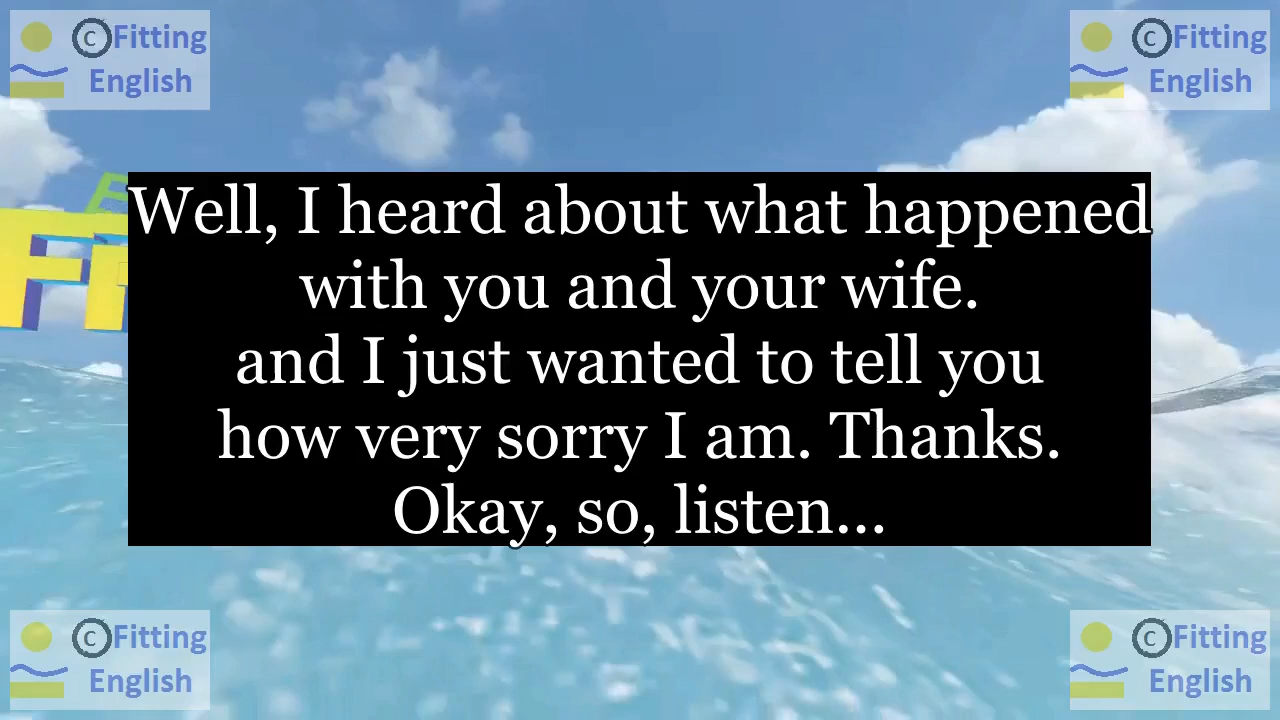 ©Fitting
English
©Fitting
English
Well, I heard about what happened
with you and your wife.
and I just wanted to tell you
how very sorry I am. Thanks.
Okay, so, listen...
©Fitting
English
©Fitting
English